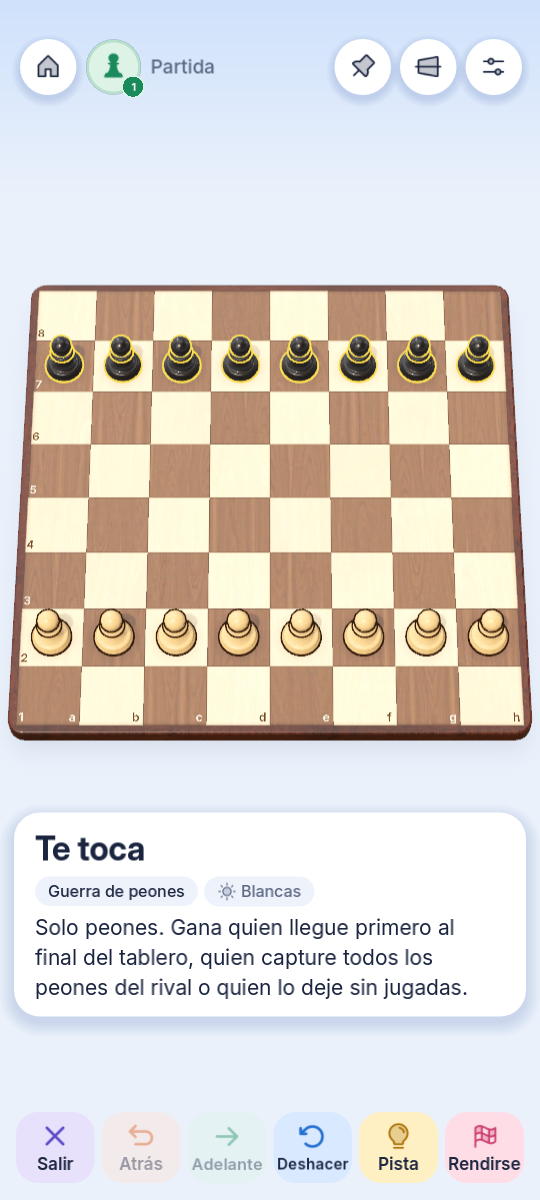 1
Partida
8
7
6
5
4
3
2
1 a b c d e f g h
Te toca
Guerra de peones Blancas
Solo peones. Gana quien llegue primero al
final del tablero, quien capture todos los
peones del rival o quien lo deje sin jugadas.
Salir Atrás Adelante Deshacer Pista Rendirse